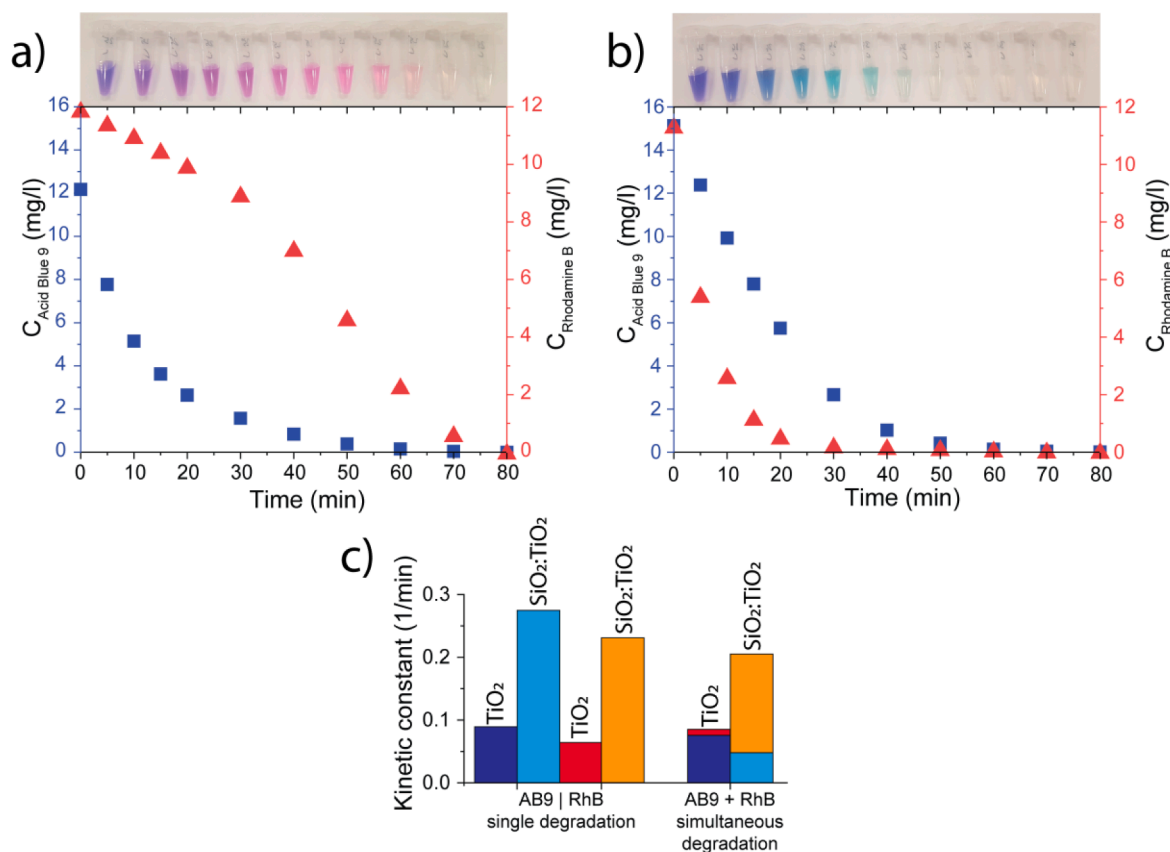 a)
16
14
12
10
8
6
4
2
0
C Acid Blue 9 (mg/l)
12
10
8
6
4
2
0
C Rhodamine B (mg/l)
0 10 20 30 40 50 60 70 80
Time (min)
b)
16
14
12
10
8
6
4
2
0
C Acid Blue 9 (mg/l)
12
10
8
6
4
2
0
C Rhodamine B (mg/l)
0 10 20 30 40 50 60 70 80
Time (min)
c)
Kinetic constant (1/min)
0.3
0.2
0.1
0.0
TiO₂
SiO₂:TiO₂
TiO₂
SiO₂:TiO₂
TiO₂
SiO₂:TiO₂
AB9 | RhB
single degradation
AB9 + RhB
simultaneous
degradation